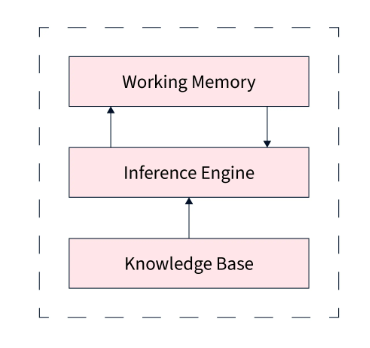 Working Memory
Inference Engine
Knowledge Base